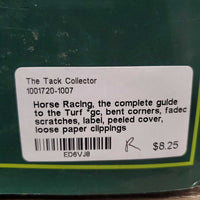 The Tack Collector
1001720-1007
Horse Racing, the complete guide
to the Turf *gc, bent corners, faded
scratches, label, peeled cover,
loose paper clippings
ED6VJ8
R
$8.25